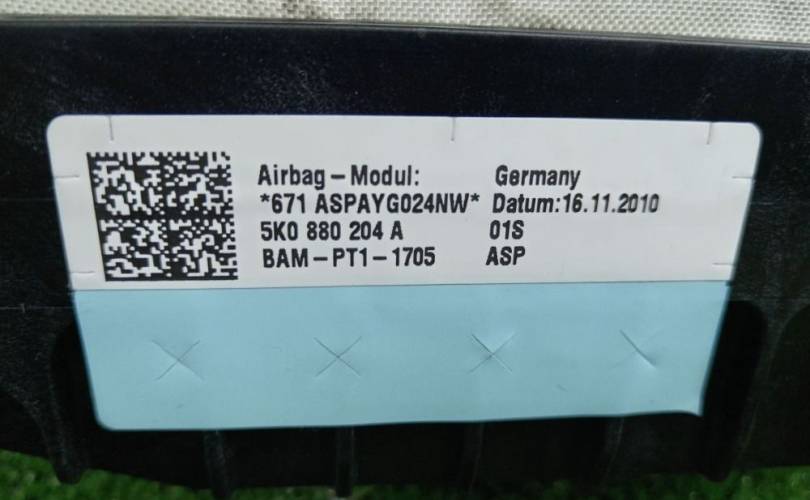 Airbag-Modul: Germany
*671 ASPAYG024NW* Datum:16.11.2010
5K0 880 204 A 01S
BAM-PT1-1705 ASP